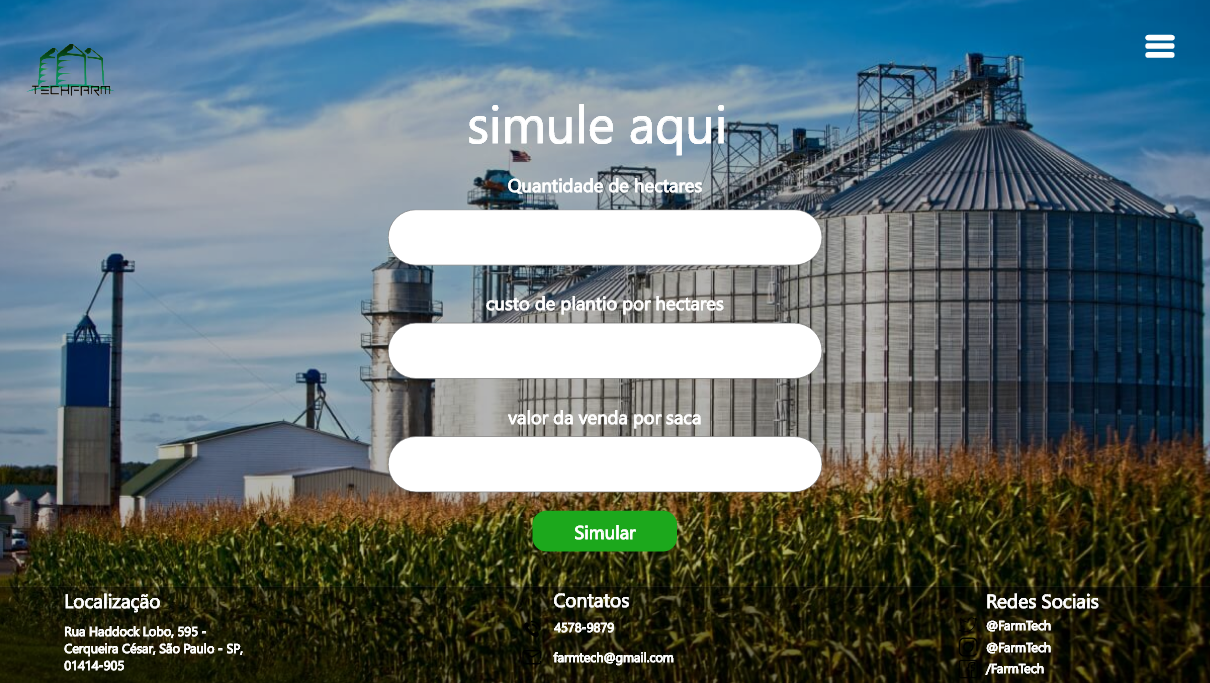 TECHFARM
simule aqui
Quantidade de hectares
custo de plantio por hectares
valor da venda por saca
Simular
Localização
Rua Haddock Lobo, 595 -
Cerqueira César, São Paulo - SP,
01414-905
Contatos
4578-9879
farmtech@gmail.com
Redes Sociais
@FarmTech
@FarmTech
/FarmTech